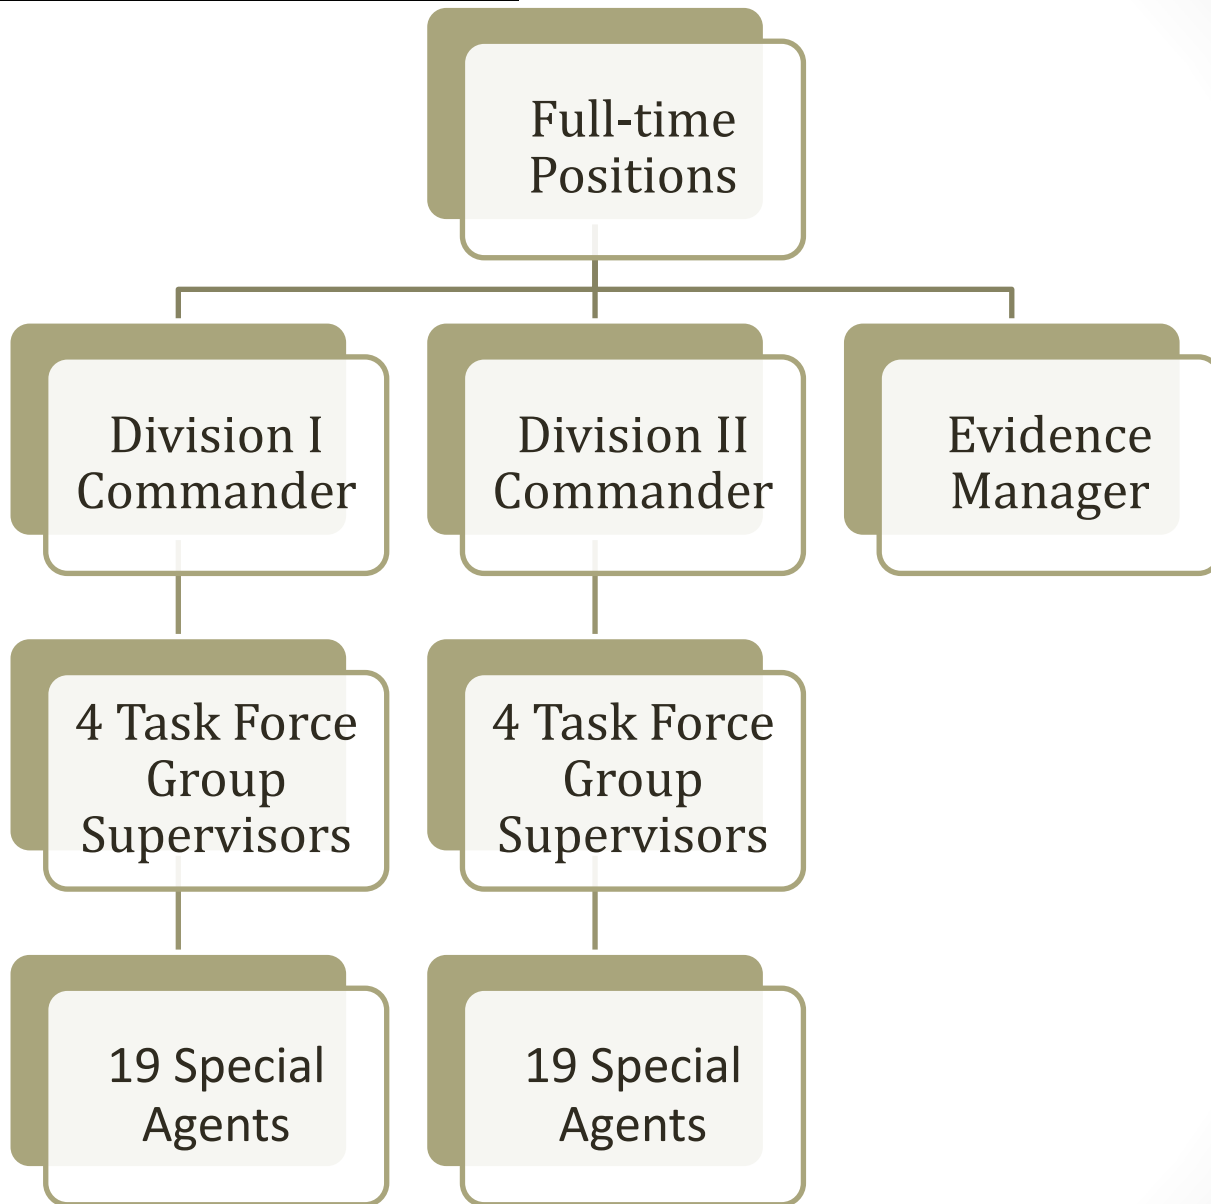 Full-time
Positions
Division I
Commander
Division II
Commander
Evidence
Manager
4 Task Force
Group
Supervisors
4 Task Force
Group
Supervisors
19 Special
Agents
19 Special
Agents